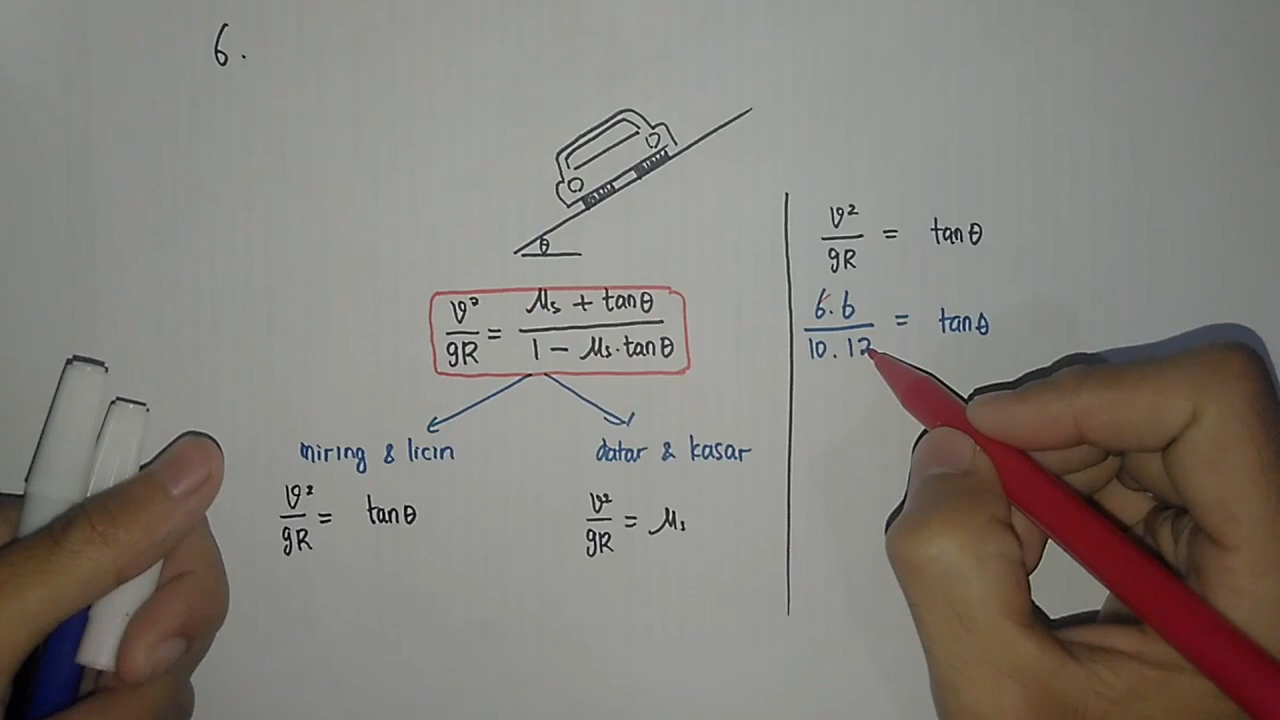 6.
θ
v²/gR = μs + tanθ / 1 - μs.tanθ
miring & licin
v²/gR = tanθ
datar & kasar
v²/gR = μs
v²/gR = tanθ
6.6/10.12 = tanθ